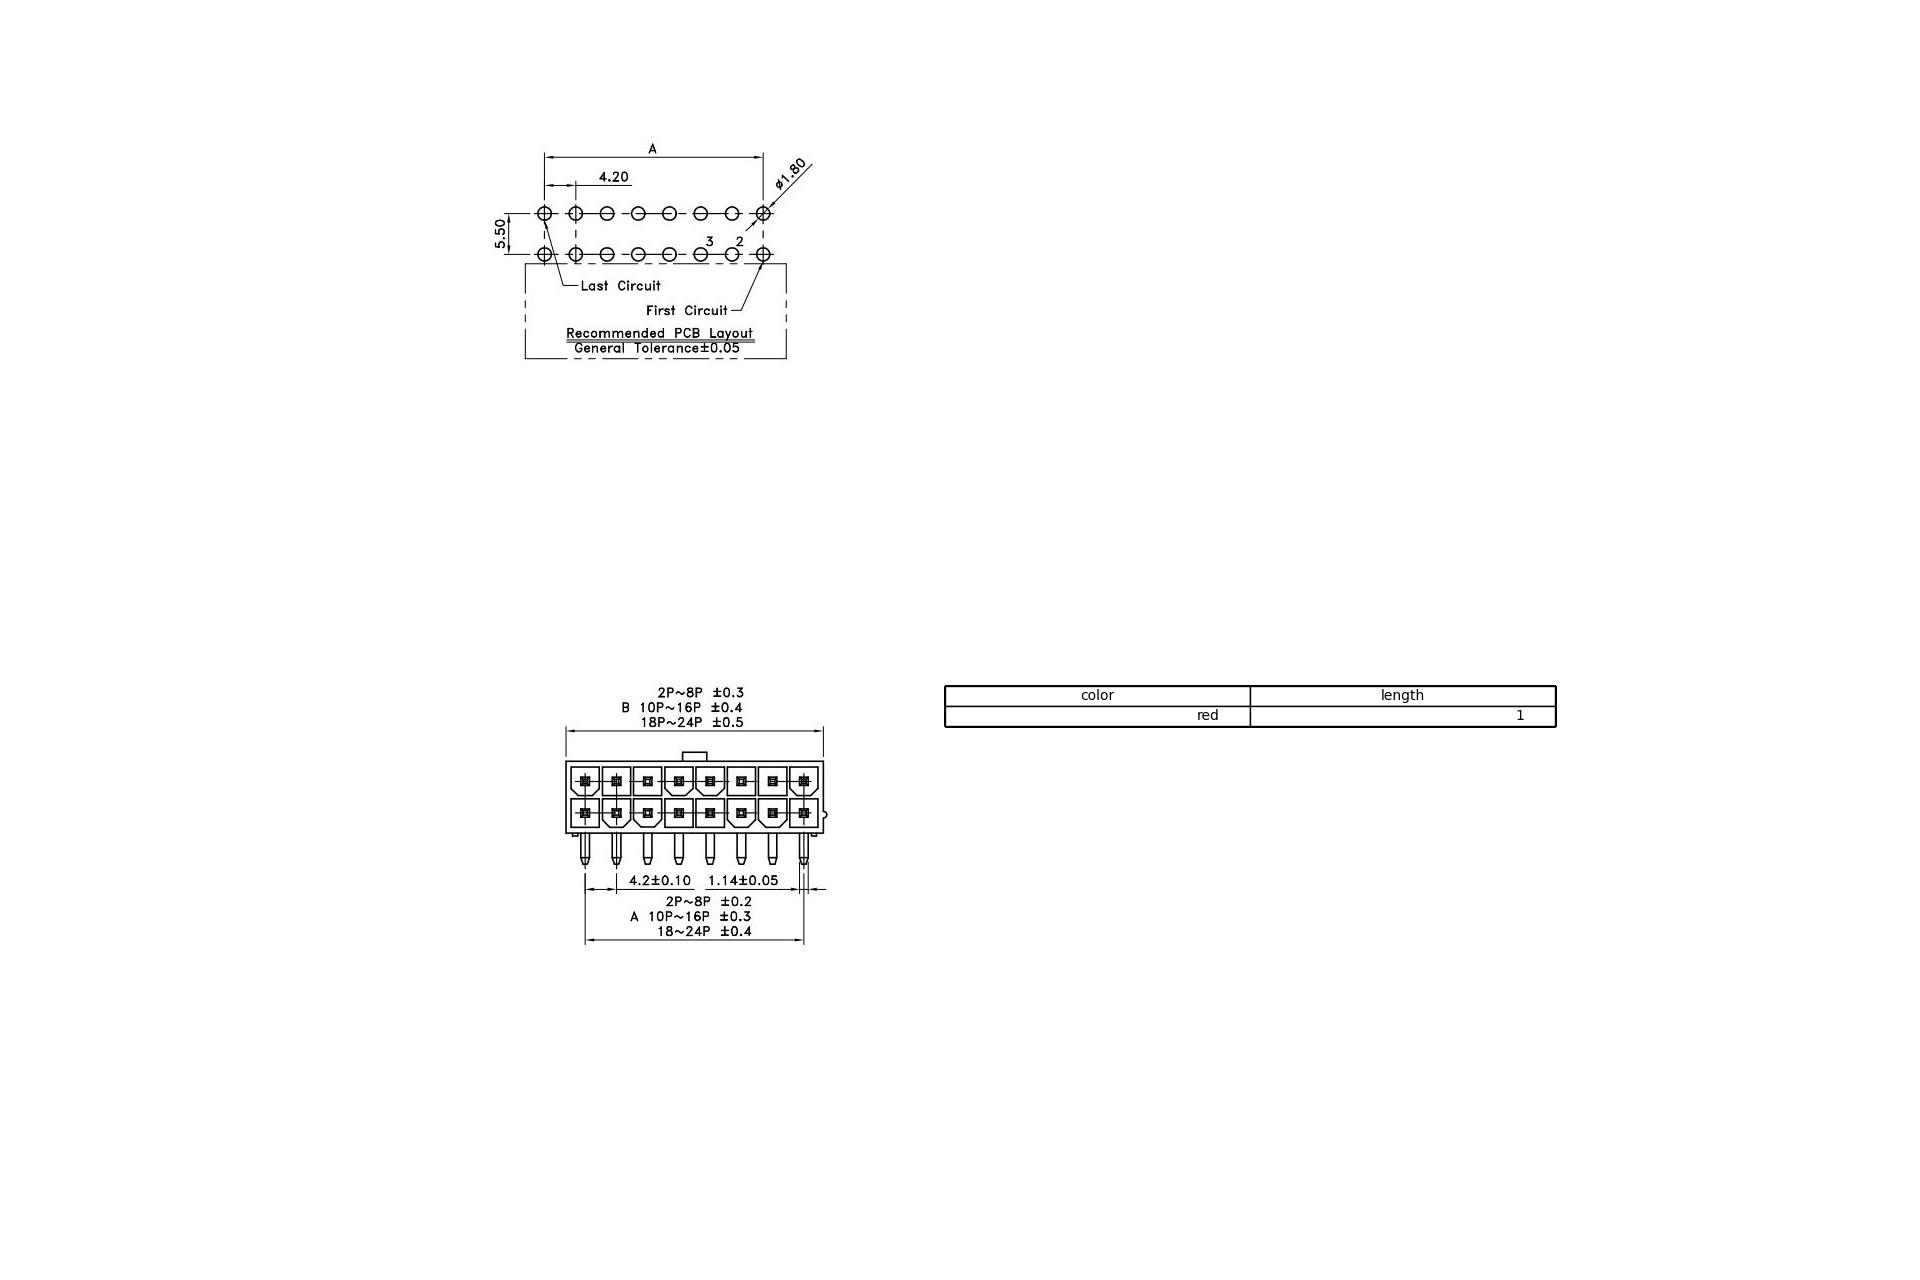 A
4.20
ø1.80
5.50
3 2
Last Circuit
First Circuit
Recommended PCB Layout
General Tolerance±0.05
2P~8P ±0.3
B 10P~16P ±0.4
18P~24P ±0.5
color length
red 1
4.2±0.10 1.14±0.05
2P~8P ±0.2
A 10P~16P ±0.3
18~24P ±0.4